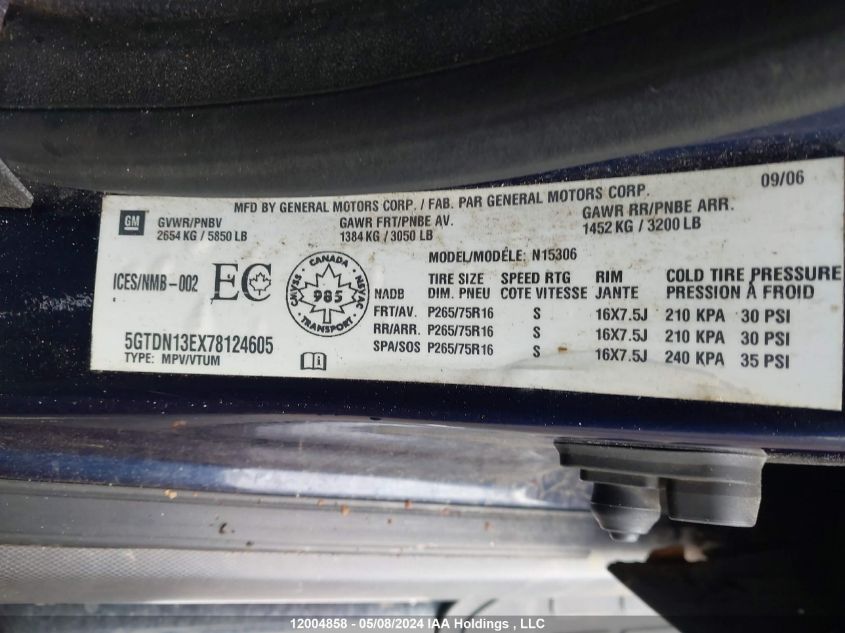 MFD BY GENERAL MOTORS CORP. / FAB. PAR GENERAL MOTORS CORP.
09/06
GM
GVWR/PNBV
2654 KG / 5850 LB
GAWR FRT/PNBE AV.
1384 KG / 3050 LB
GAWR RR/PNBE ARR.
1452 KG / 3200 LB
MODEL/MODÉLE: N15306
ICES/NMB-002
EC
CANADA
985
TRANSPORT
NSVAC
NADB
TIRE SIZE SPEED RTG RIM COLD TIRE PRESSURE
DIM. PNEU COTE VITESSE JANTE PRESSION À FROID
FRT/AV. P265/75R16 S 16X7.5J 210 KPA 30 PSI
RR/ARR. P265/75R16 S 16X7.5J 210 KPA 30 PSI
SPA/SOS P265/75R16 S 16X7.5J 240 KPA 35 PSI
5GTDN13EX78124605
TYPE: MPV/VTUM
12004858 - 05/08/2024 IAA Holdings, LLC